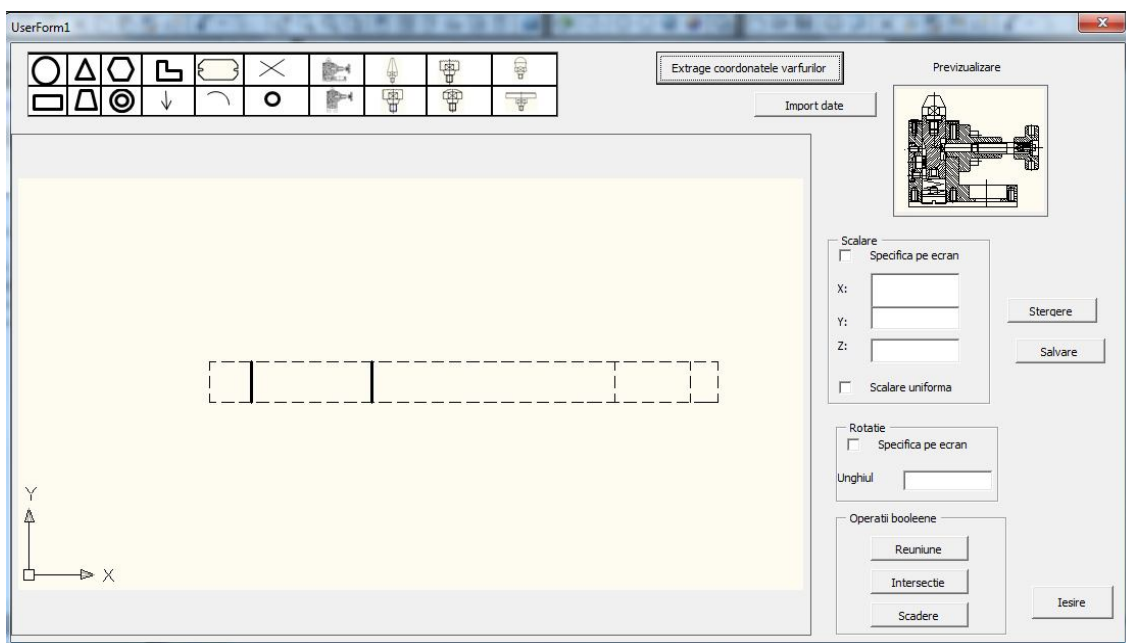 UserForm1
Extrage coordonatele varfurilor
Previzualizare
Import date
Scalare
Specifica pe ecran
X:
Y:
Z:
Stergere
Salvare
Scalare uniforma
Rotatie
Specifica pe ecran
Unghiul
Y
X
Operatii booleene
Reuniune
Intersectie
Scadere
Iesire